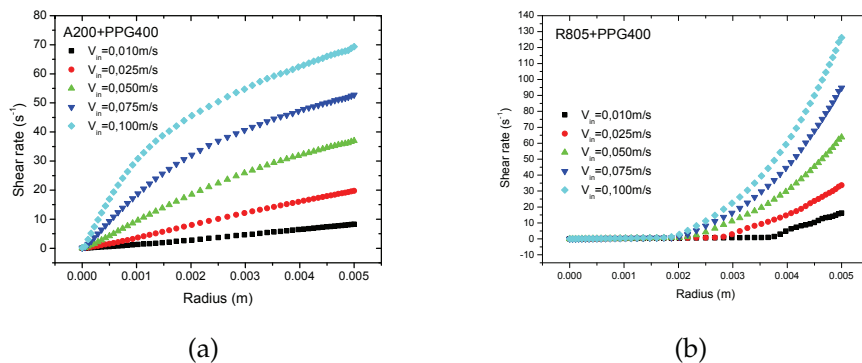 A200+PPG400
V_in=0,010m/s
V_in=0,025m/s
V_in=0,050m/s
V_in=0,075m/s
V_in=0,100m/s
80
70
60
50
40
30
20
10
0
Shear rate (s⁻¹)
0.000 0.001 0.002 0.003 0.004 0.005
Radius (m)
(a)
R805+PPG400
V_in=0,010m/s
V_in=0,025m/s
V_in=0,050m/s
V_in=0,075m/s
V_in=0,100m/s
140
130
120
110
100
90
80
70
60
50
40
30
20
10
0
-10
Shear rate (s⁻¹)
0.000 0.001 0.002 0.003 0.004 0.005
Radius (m)
(b)